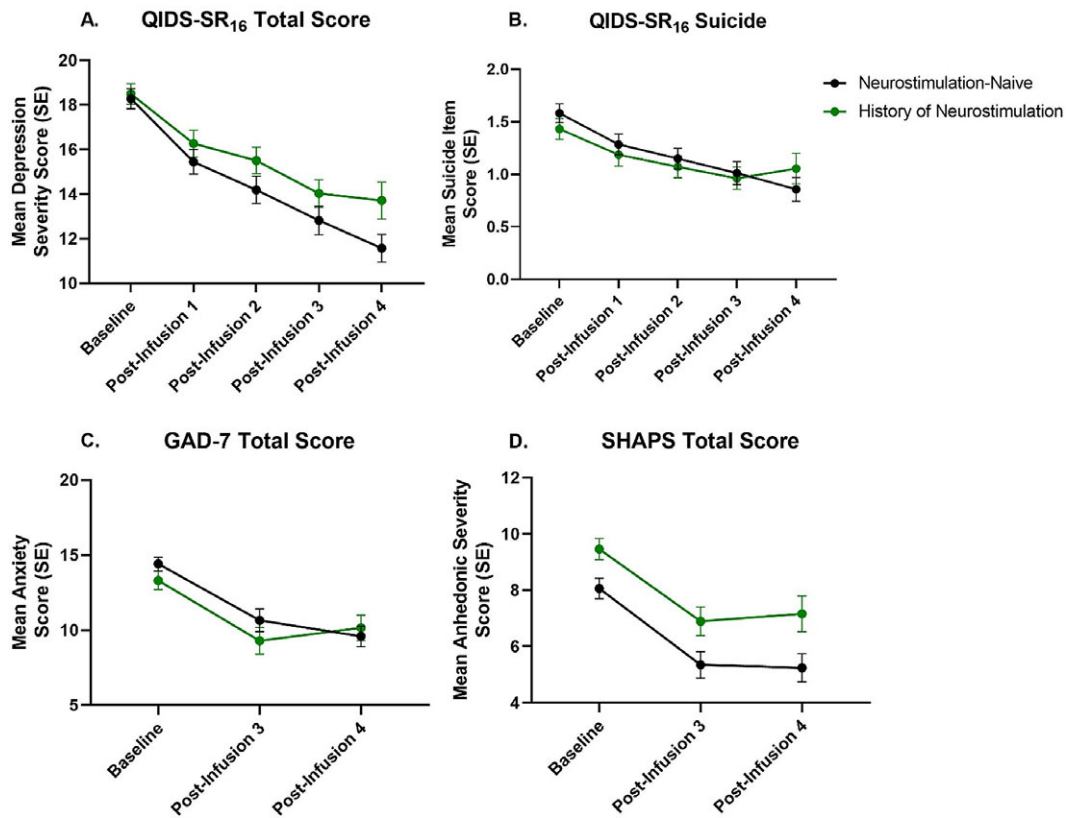 A. QIDS-SR₁₆ Total Score
Mean Depression
Severity Score (SE)
20
18
16
14
12
10
Baseline
Post-Infusion 1
Post-Infusion 2
Post-Infusion 3
Post-Infusion 4
B. QIDS-SR₁₆ Suicide
Mean Suicide Item
Score (SE)
2.0
1.5
1.0
0.5
0.0
Baseline
Post-Infusion 1
Post-Infusion 2
Post-Infusion 3
Post-Infusion 4
Neurostimulation-Naive
History of Neurostimulation
C. GAD-7 Total Score
Mean Anxiety
Score (SE)
20
15
10
5
Baseline
Post-Infusion 3
Post-Infusion 4
D. SHAPS Total Score
Mean Anhedonic Severity
Score (SE)
12
10
8
6
4
Baseline
Post-Infusion 3
Post-Infusion 4